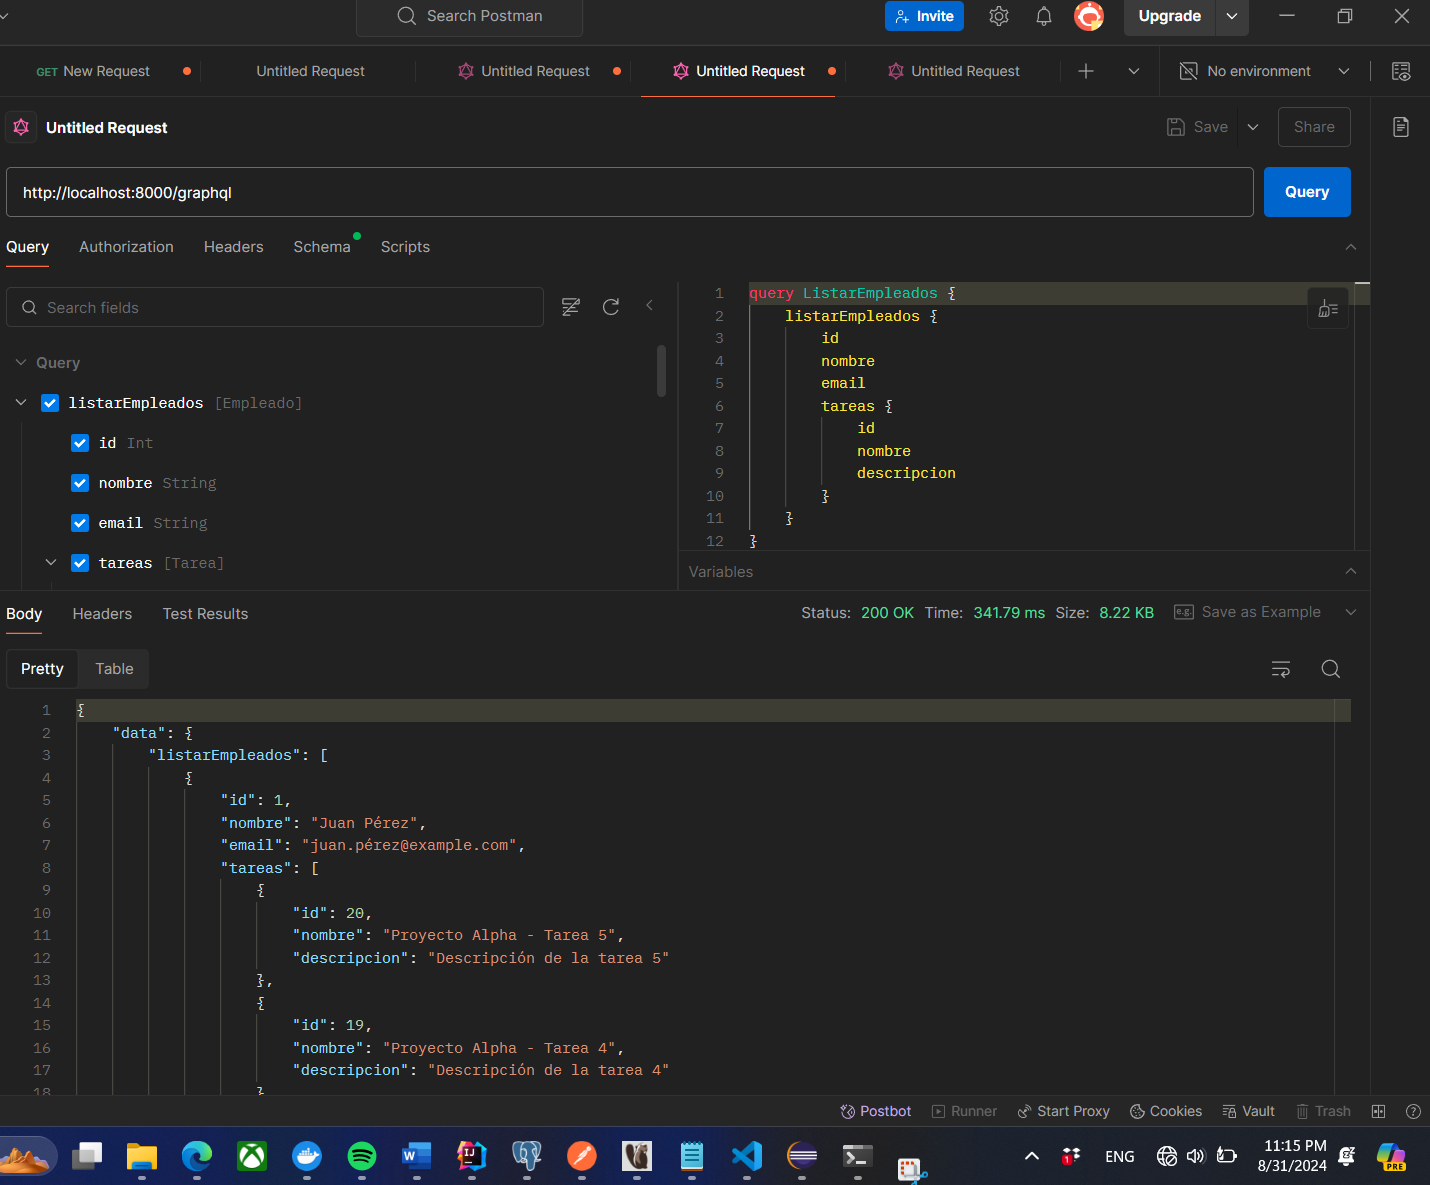 Search Postman
Invite
Upgrade
GET New Request
Untitled Request
Untitled Request
Untitled Request
Untitled Request
No environment
Untitled Request
Save
Share
http://localhost:8000/graphql
Query
Query
Authorization
Headers
Schema
Scripts
Search fields
Query
listarEmpleados [Empleado]
id Int
nombre String
email String
tareas [Tarea]
1 query ListarEmpleados {
2 listarEmpleados {
3 id
4 nombre
5 email
6 tareas {
7 id
8 nombre
9 descripcion
10 }
11 }
12 }
Variables
Body
Headers
Test Results
Status: 200 OK Time: 341.79 ms Size: 8.22 KB
e.g. Save as Example
Pretty
Table
1 {
2 "data": {
3 "listarEmpleados": [
4 {
5 "id": 1,
6 "nombre": "Juan Pérez",
7 "email": "juan.pérez@example.com",
8 "tareas": [
9 {
10 "id": 20,
11 "nombre": "Proyecto Alpha - Tarea 5",
12 "descripcion": "Descripción de la tarea 5"
13 },
14 {
15 "id": 19,
16 "nombre": "Proyecto Alpha - Tarea 4",
17 "descripcion": "Descripción de la tarea 4"
18 }
Postbot
Runner
Start Proxy
Cookies
Vault
Trash
W
IJ
1
ENG
11:15 PM
8/31/2024
PRE